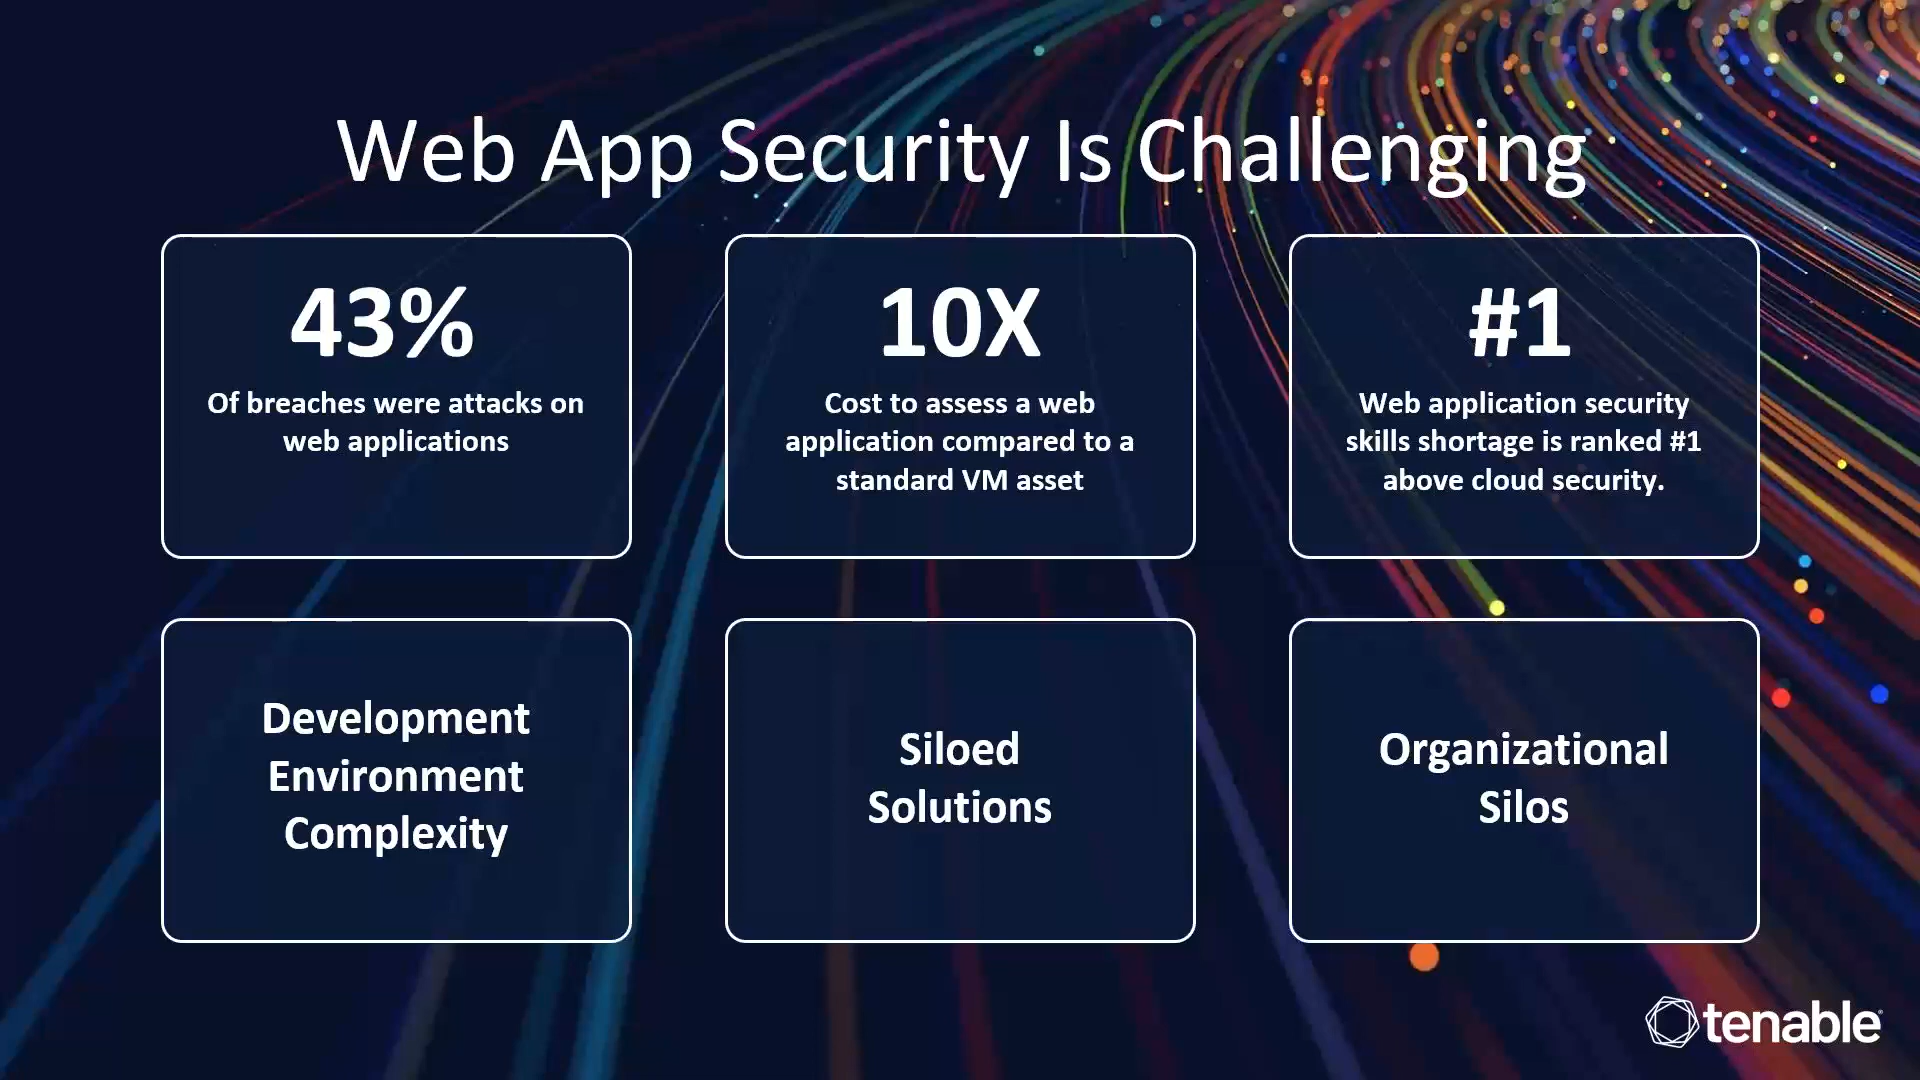 Web App Security Is Challenging
43%
Of breaches were attacks on
web applications
10X
Cost to assess a web
application compared to a
standard VM asset
#1
Web application security
skills shortage is ranked #1
above cloud security.
Development
Environment
Complexity
Siloed
Solutions
Organizational
Silos
tenable